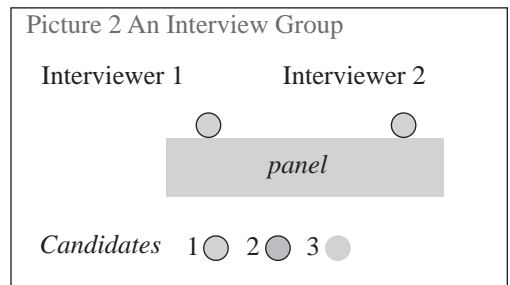 Picture 2 An Interview Group
Interviewer 1 Interviewer 2
panel
Candidates 1 2 3